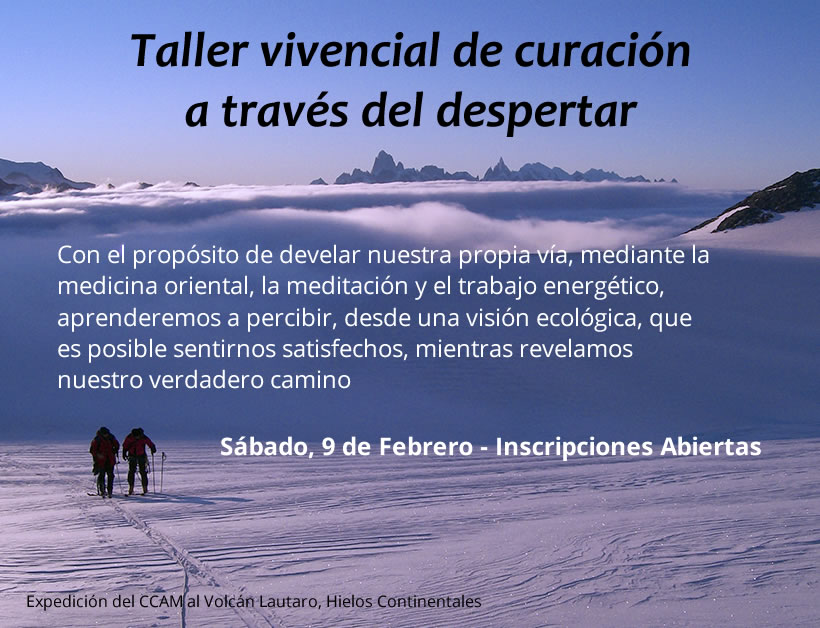 Taller vivencial de curación
a través del despertar
Con el propósito de develar nuestra propia vía, mediante la
medicina oriental, la meditación y el trabajo energético,
aprenderemos a percibir, desde una visión ecológica, que
es posible sentirnos satisfechos, mientras revelamos
nuestro verdadero camino
Sábado, 9 de Febrero - Inscripciones Abiertas
Expedición del CCAM al Volcán Lautaro, Hielos Continentales